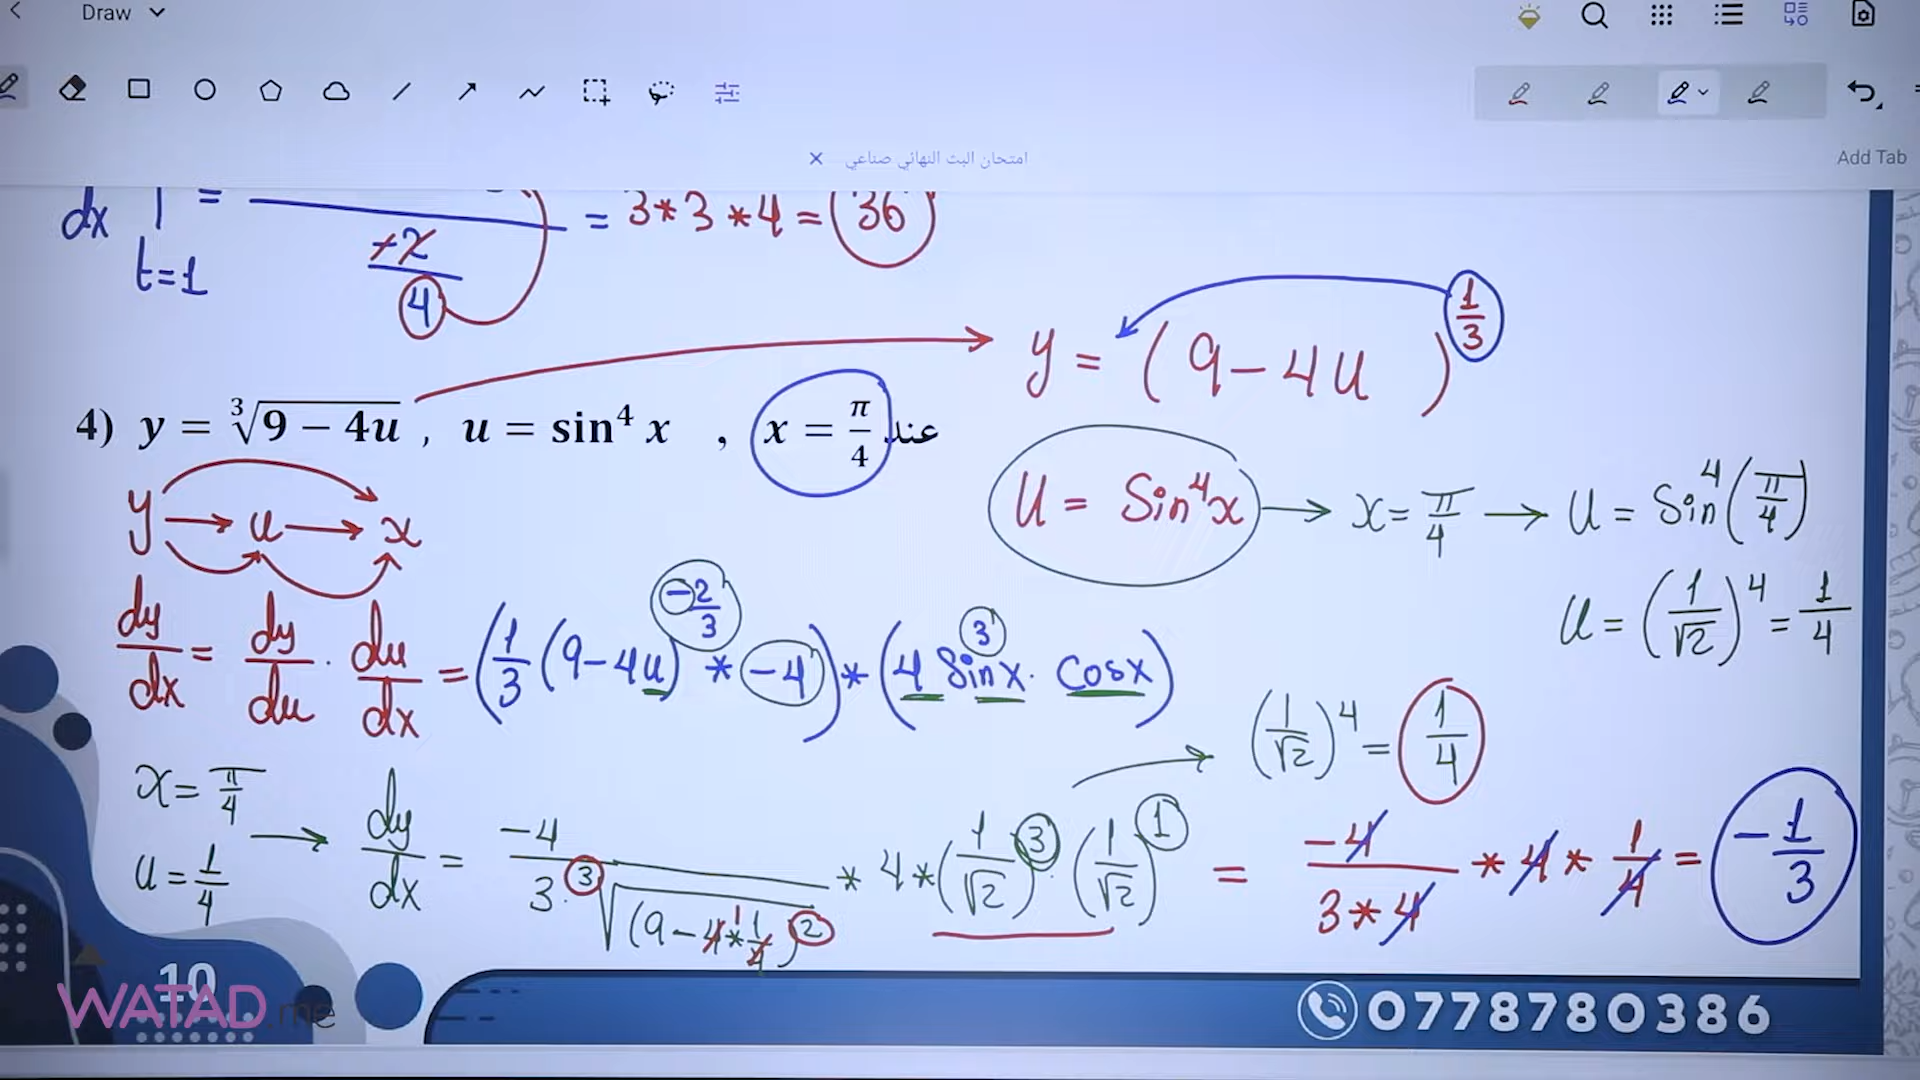 Draw
امتحان البث النهائي صناعي
Add Tab
dx | t=1 = -2/4 = 3*3*4 = 36
y = (9-4u)^(1/3)
4) y = ∛(9 − 4u) , u = sin⁴ x , x = π/4 عند
u = Sin⁴x → x = π/4 → u = Sin⁴(π/4)
y → u → x
u = (1/√2)⁴ = 1/4
dy/dx = dy/du · du/dx = (1/3 (9-4u)^(-2/3) * -4) * (4 Sin³x · Cosx)
(1/√2)⁴ = 1/4
x = π/4
u = 1/4
→ dy/dx = -4/(3·∛((9-4*1/4)²)) * 4*(1/√2)³·(1/√2)¹ = -4/(3*4) * 4 * 1/4 = -1/3
10
WATAD.me
0778780386